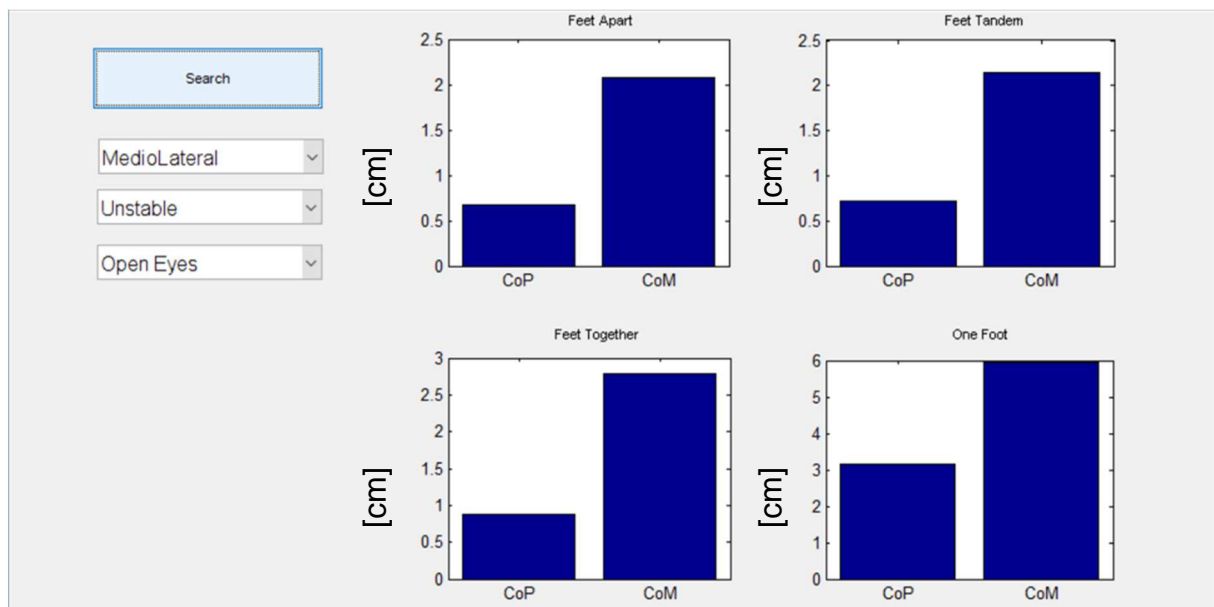 Search
MedioLateral
Unstable
Open Eyes
Feet Apart
2.5
2
1.5
1
0.5
0
[cm]
CoP CoM
Feet Tandem
2.5
2
1.5
1
0.5
0
[cm]
CoP CoM
Feet Together
3
2.5
2
1.5
1
0.5
0
[cm]
CoP CoM
One Foot
6
5
4
3
2
1
0
[cm]
CoP CoM